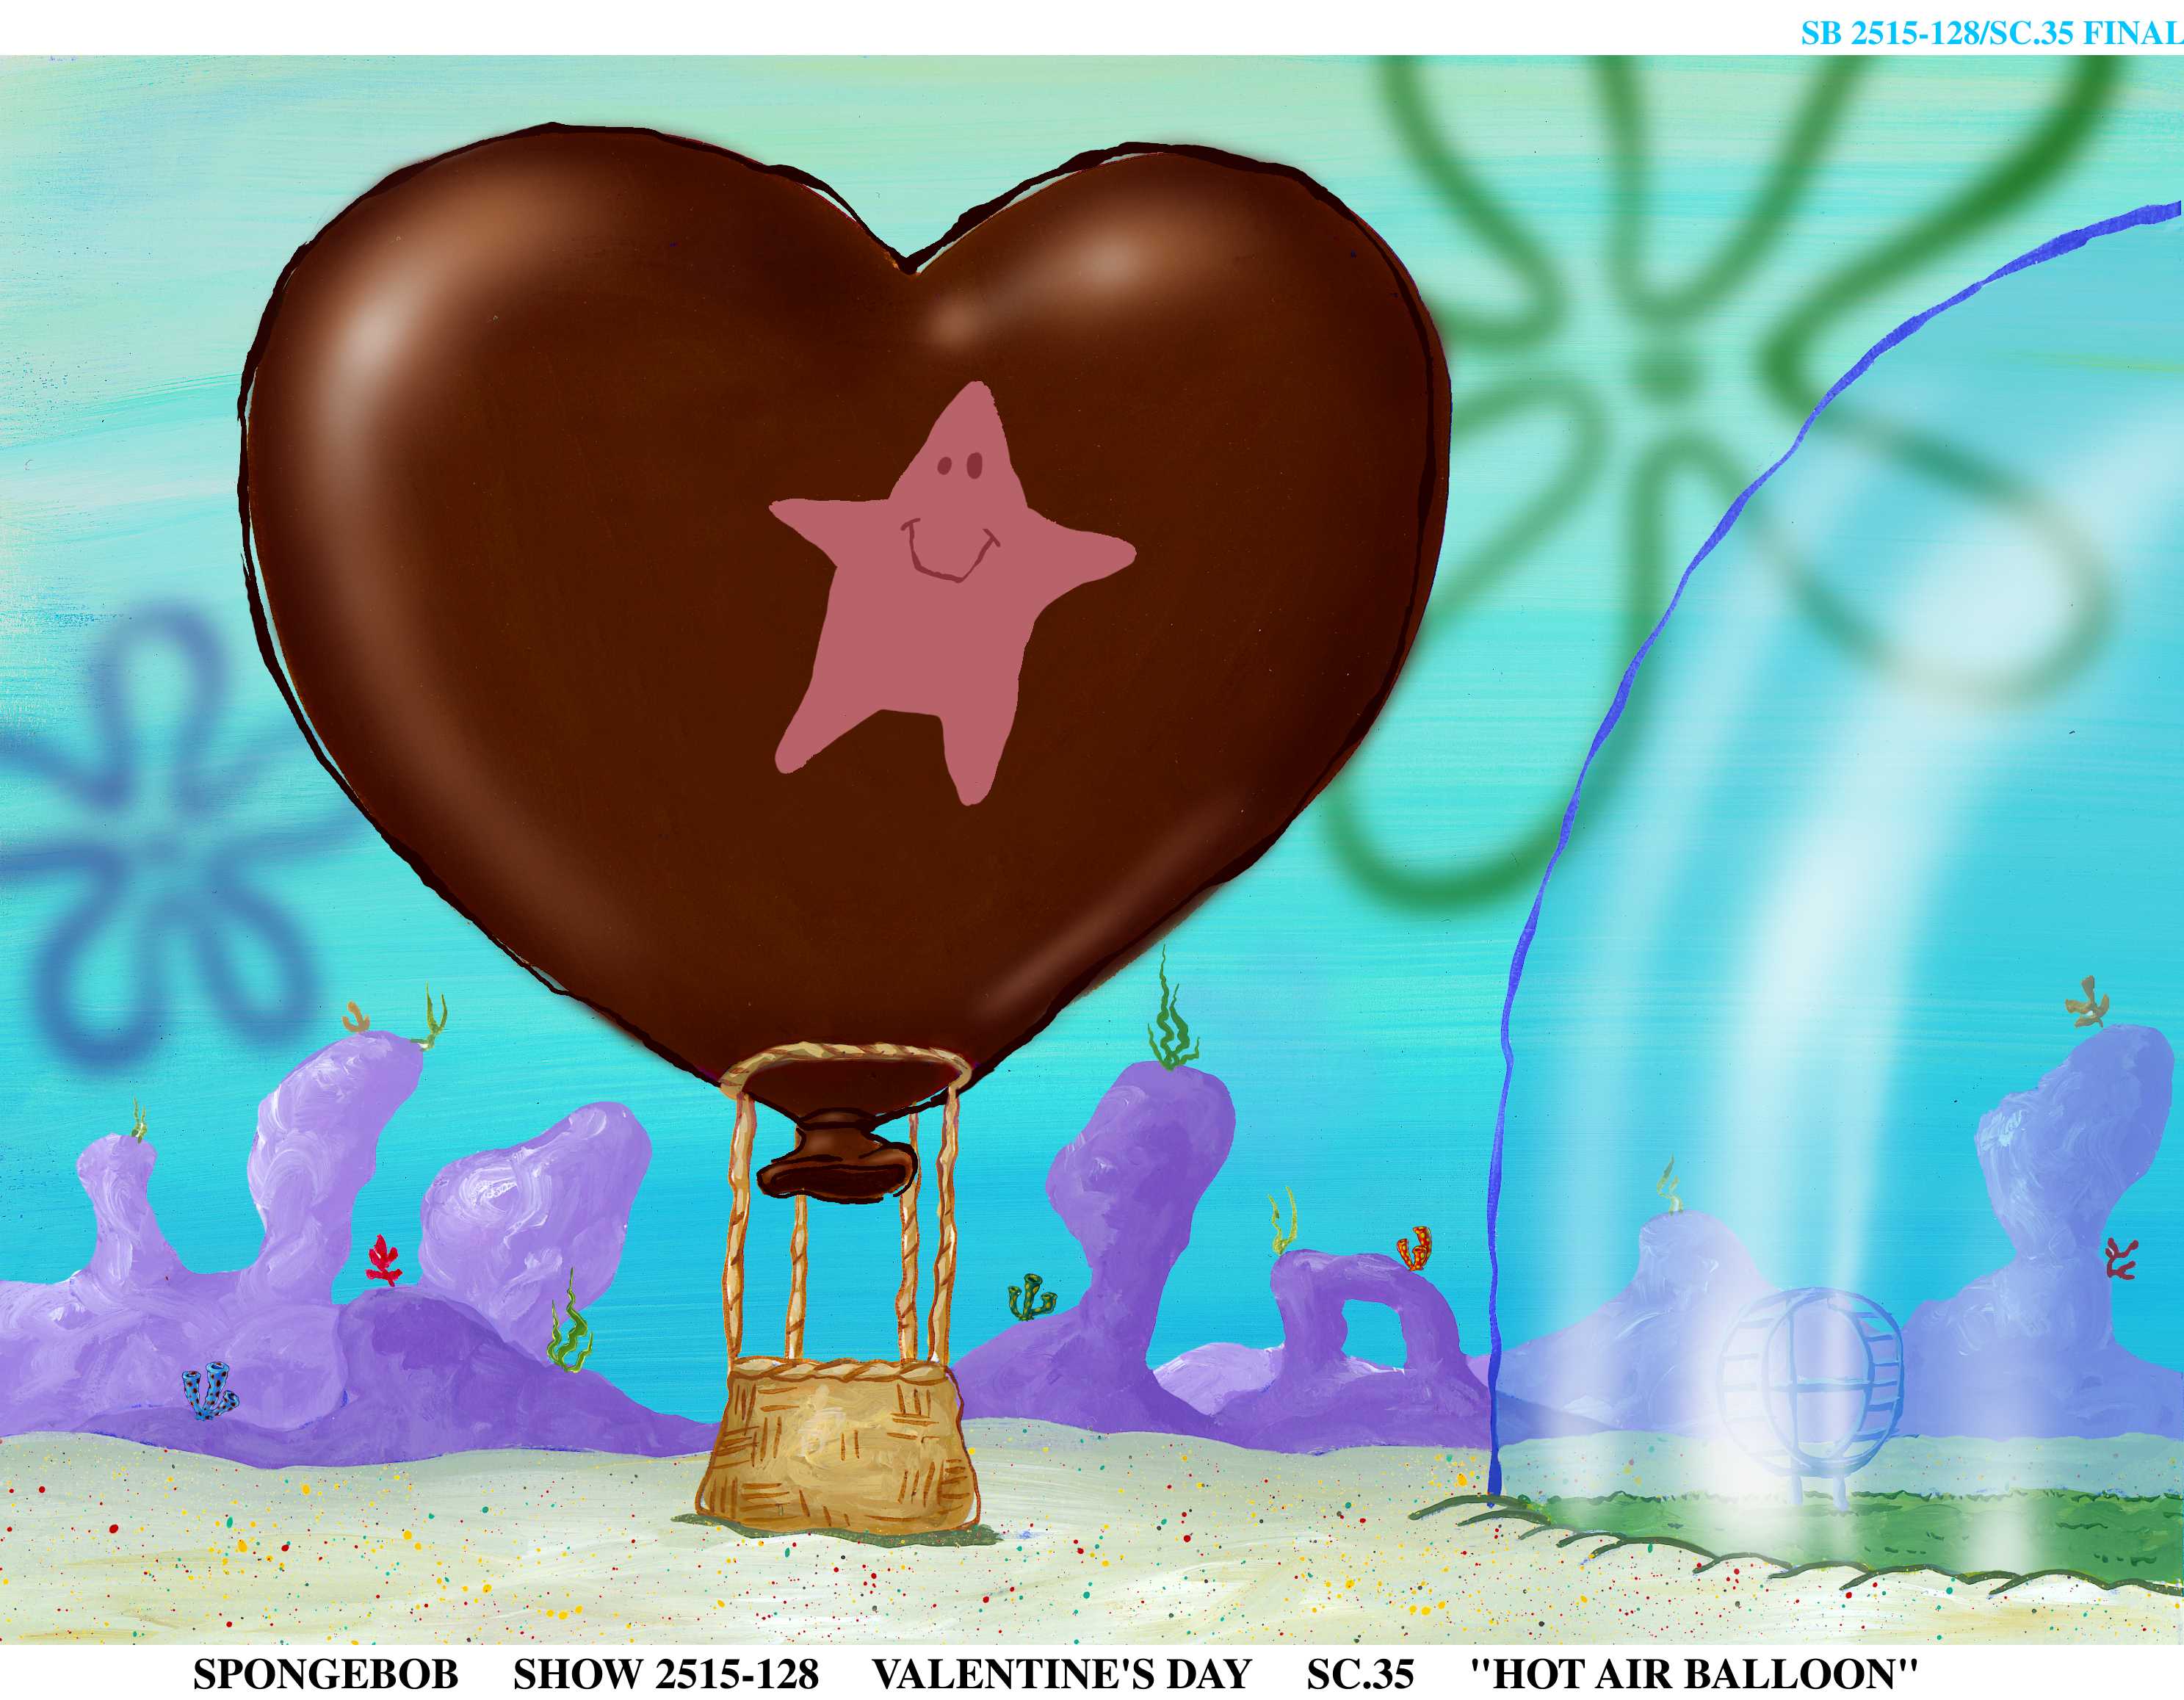 SB 2515-128/SC.35 FINAL
SPONGEBOB SHOW 2515-128 VALENTINE'S DAY SC.35 "HOT AIR BALLOON"